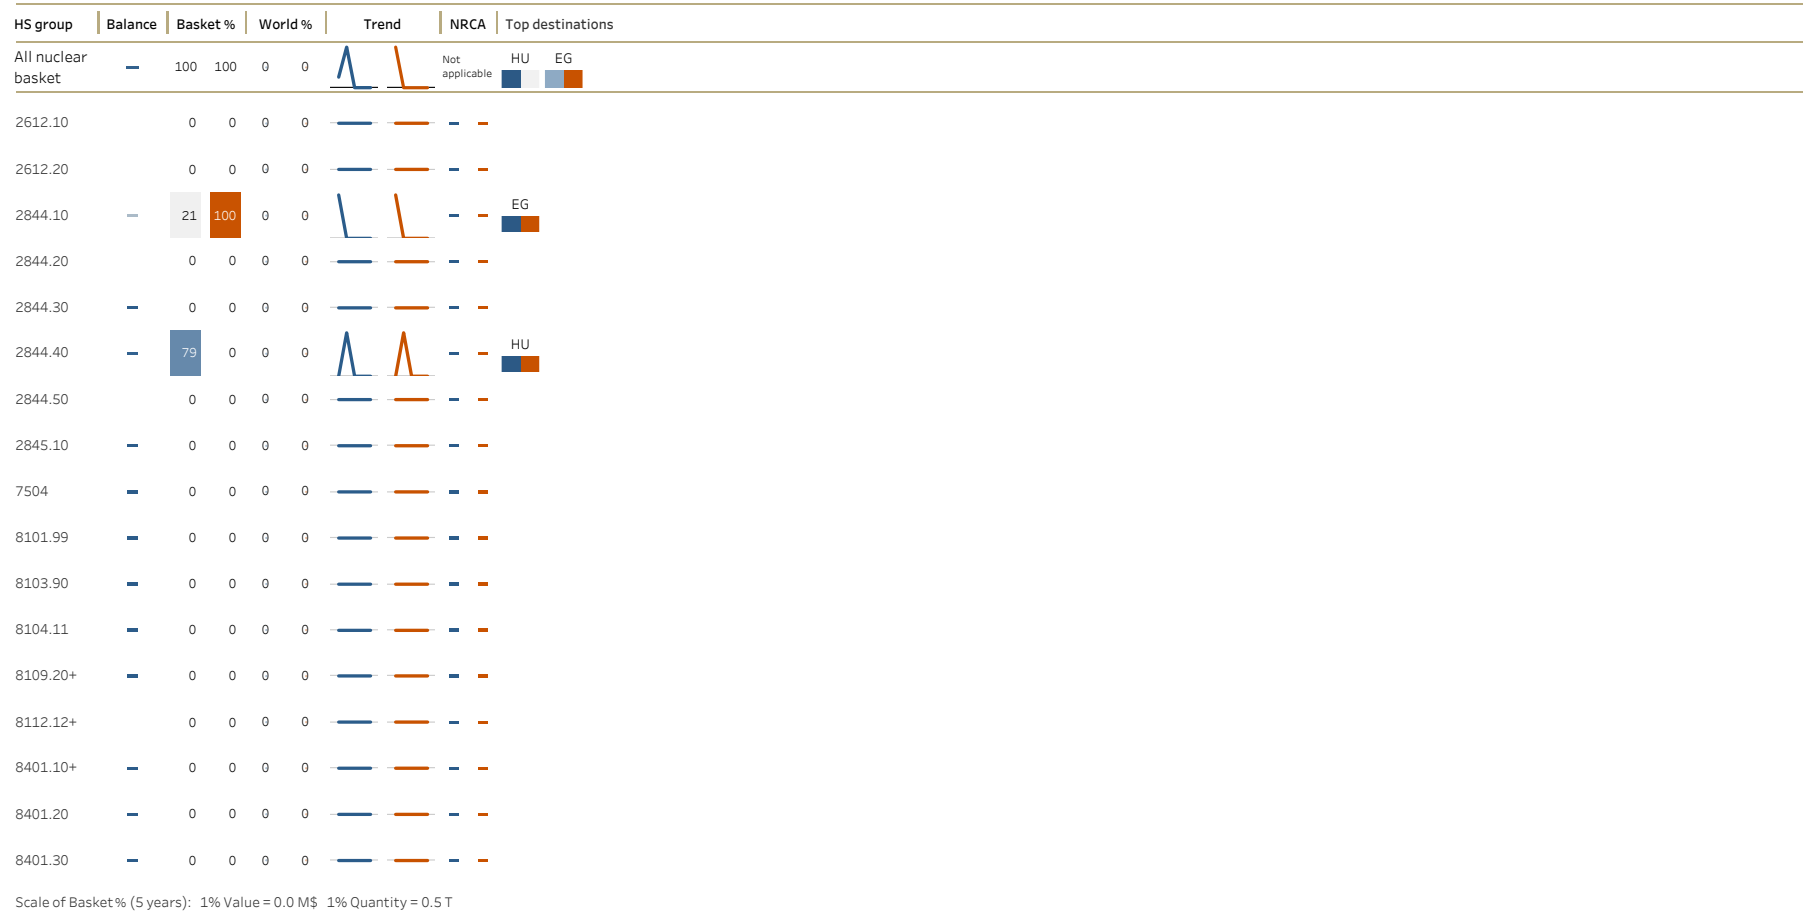 HS group Balance Basket % World % Trend NRCA Top destinations
All nuclear basket 100 100 0 0 Not applicable HU EG
2612.10 0 0 0 0
2612.20 0 0 0 0
2844.10 21 100 0 0 EG
2844.20 0 0 0 0
2844.30 0 0 0 0
2844.40 79 0 0 0 HU
2844.50 0 0 0 0
2845.10 0 0 0 0
7504 0 0 0 0
8101.99 0 0 0 0
8103.90 0 0 0 0
8104.11 0 0 0 0
8109.20+ 0 0 0 0
8112.12+ 0 0 0 0
8401.10+ 0 0 0 0
8401.20 0 0 0 0
8401.30 0 0 0 0
Scale of Basket% (5 years): 1% Value = 0.0 M$ 1% Quantity = 0.5 T